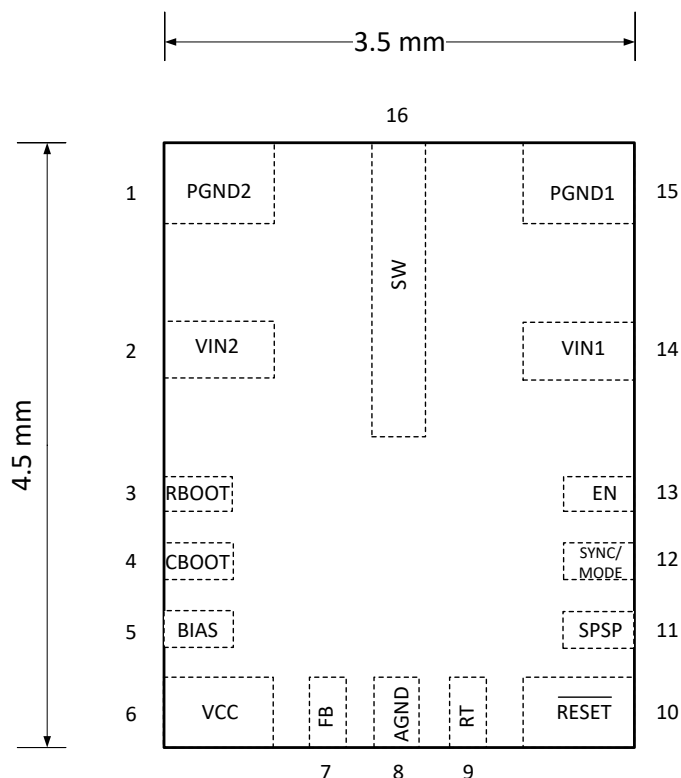 3.5 mm
16
1 PGND2 PGND1 15
SW
2 VIN2 VIN1 14
4.5 mm
3 RBOOT EN 13
4 CBOOT SYNC/
MODE 12
5 BIAS SPSP 11
6 VCC FB AGND RT RESET 10
7 8 9